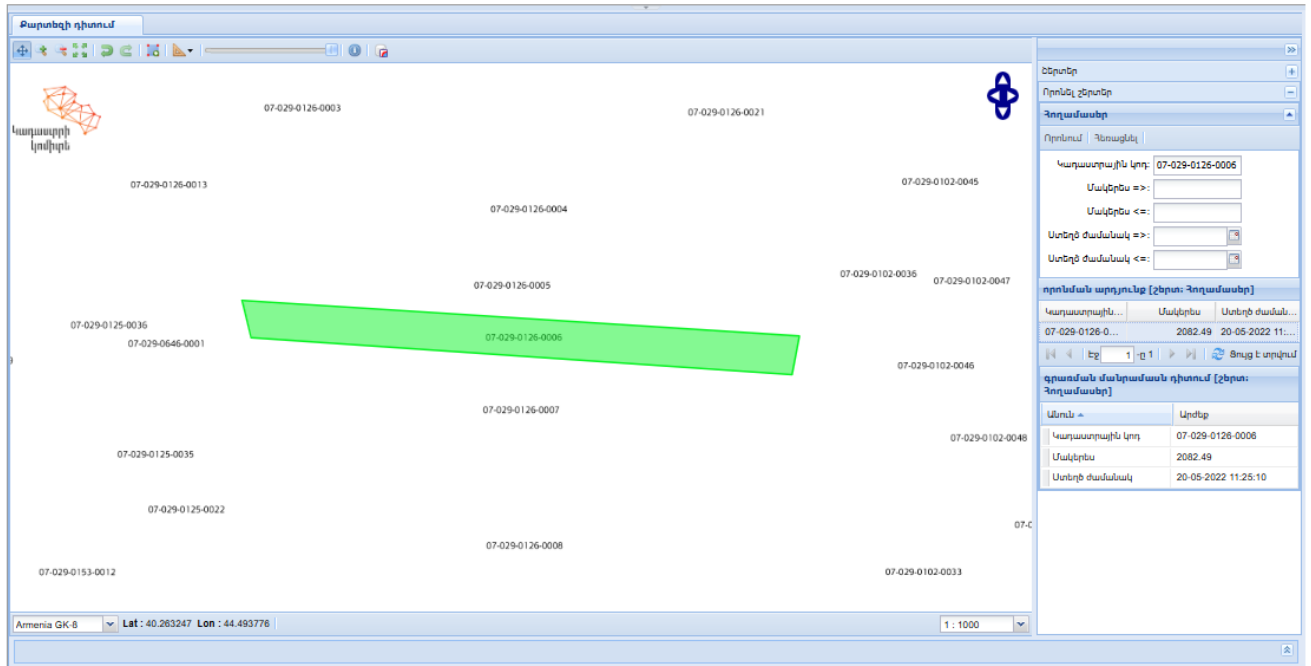 Քարտեզի դիտում
Կադաստրի
կոմիտե
07-029-0126-0003
07-029-0126-0021
07-029-0126-0013
07-029-0102-0045
07-029-0126-0004
07-029-0102-0036
07-029-0102-0047
07-029-0126-0005
07-029-0125-0036
07-029-0646-0001
07-029-0126-0006
07-029-0102-0046
07-029-0126-0007
07-029-0102-0048
07-029-0125-0035
07-029-0125-0022
07-029-0126-0008
07-029-0153-0012
07-029-0102-0033
Armenia GK-8 Lat : 40.263247 Lon : 44.493776 1 : 1000
Շերտեր
Որոնել շերտեր
Հողամասեր
Որոնում Հեռացնել
Կադաստրային կոդ: 07-029-0126-0006
Մակերես =>:
Մակերես <=:
Ստեղծ ժամանակ =>:
Ստեղծ ժամանակ <=:
որոնման արդյունք [շերտ: Հողամասեր]
Կադաստրային... Մակերես Ստեղծ ժաման...
07-029-0126-0... 2082.49 20-05-2022 11:...
Էջ 1 -ը 1 Ցույց է տրվում
գրառման մանրամասն դիտում [շերտ:
Հողամասեր]
Անուն Արժեք
Կադաստրային կոդ 07-029-0126-0006
Մակերես 2082.49
Ստեղծ ժամանակ 20-05-2022 11:25:10